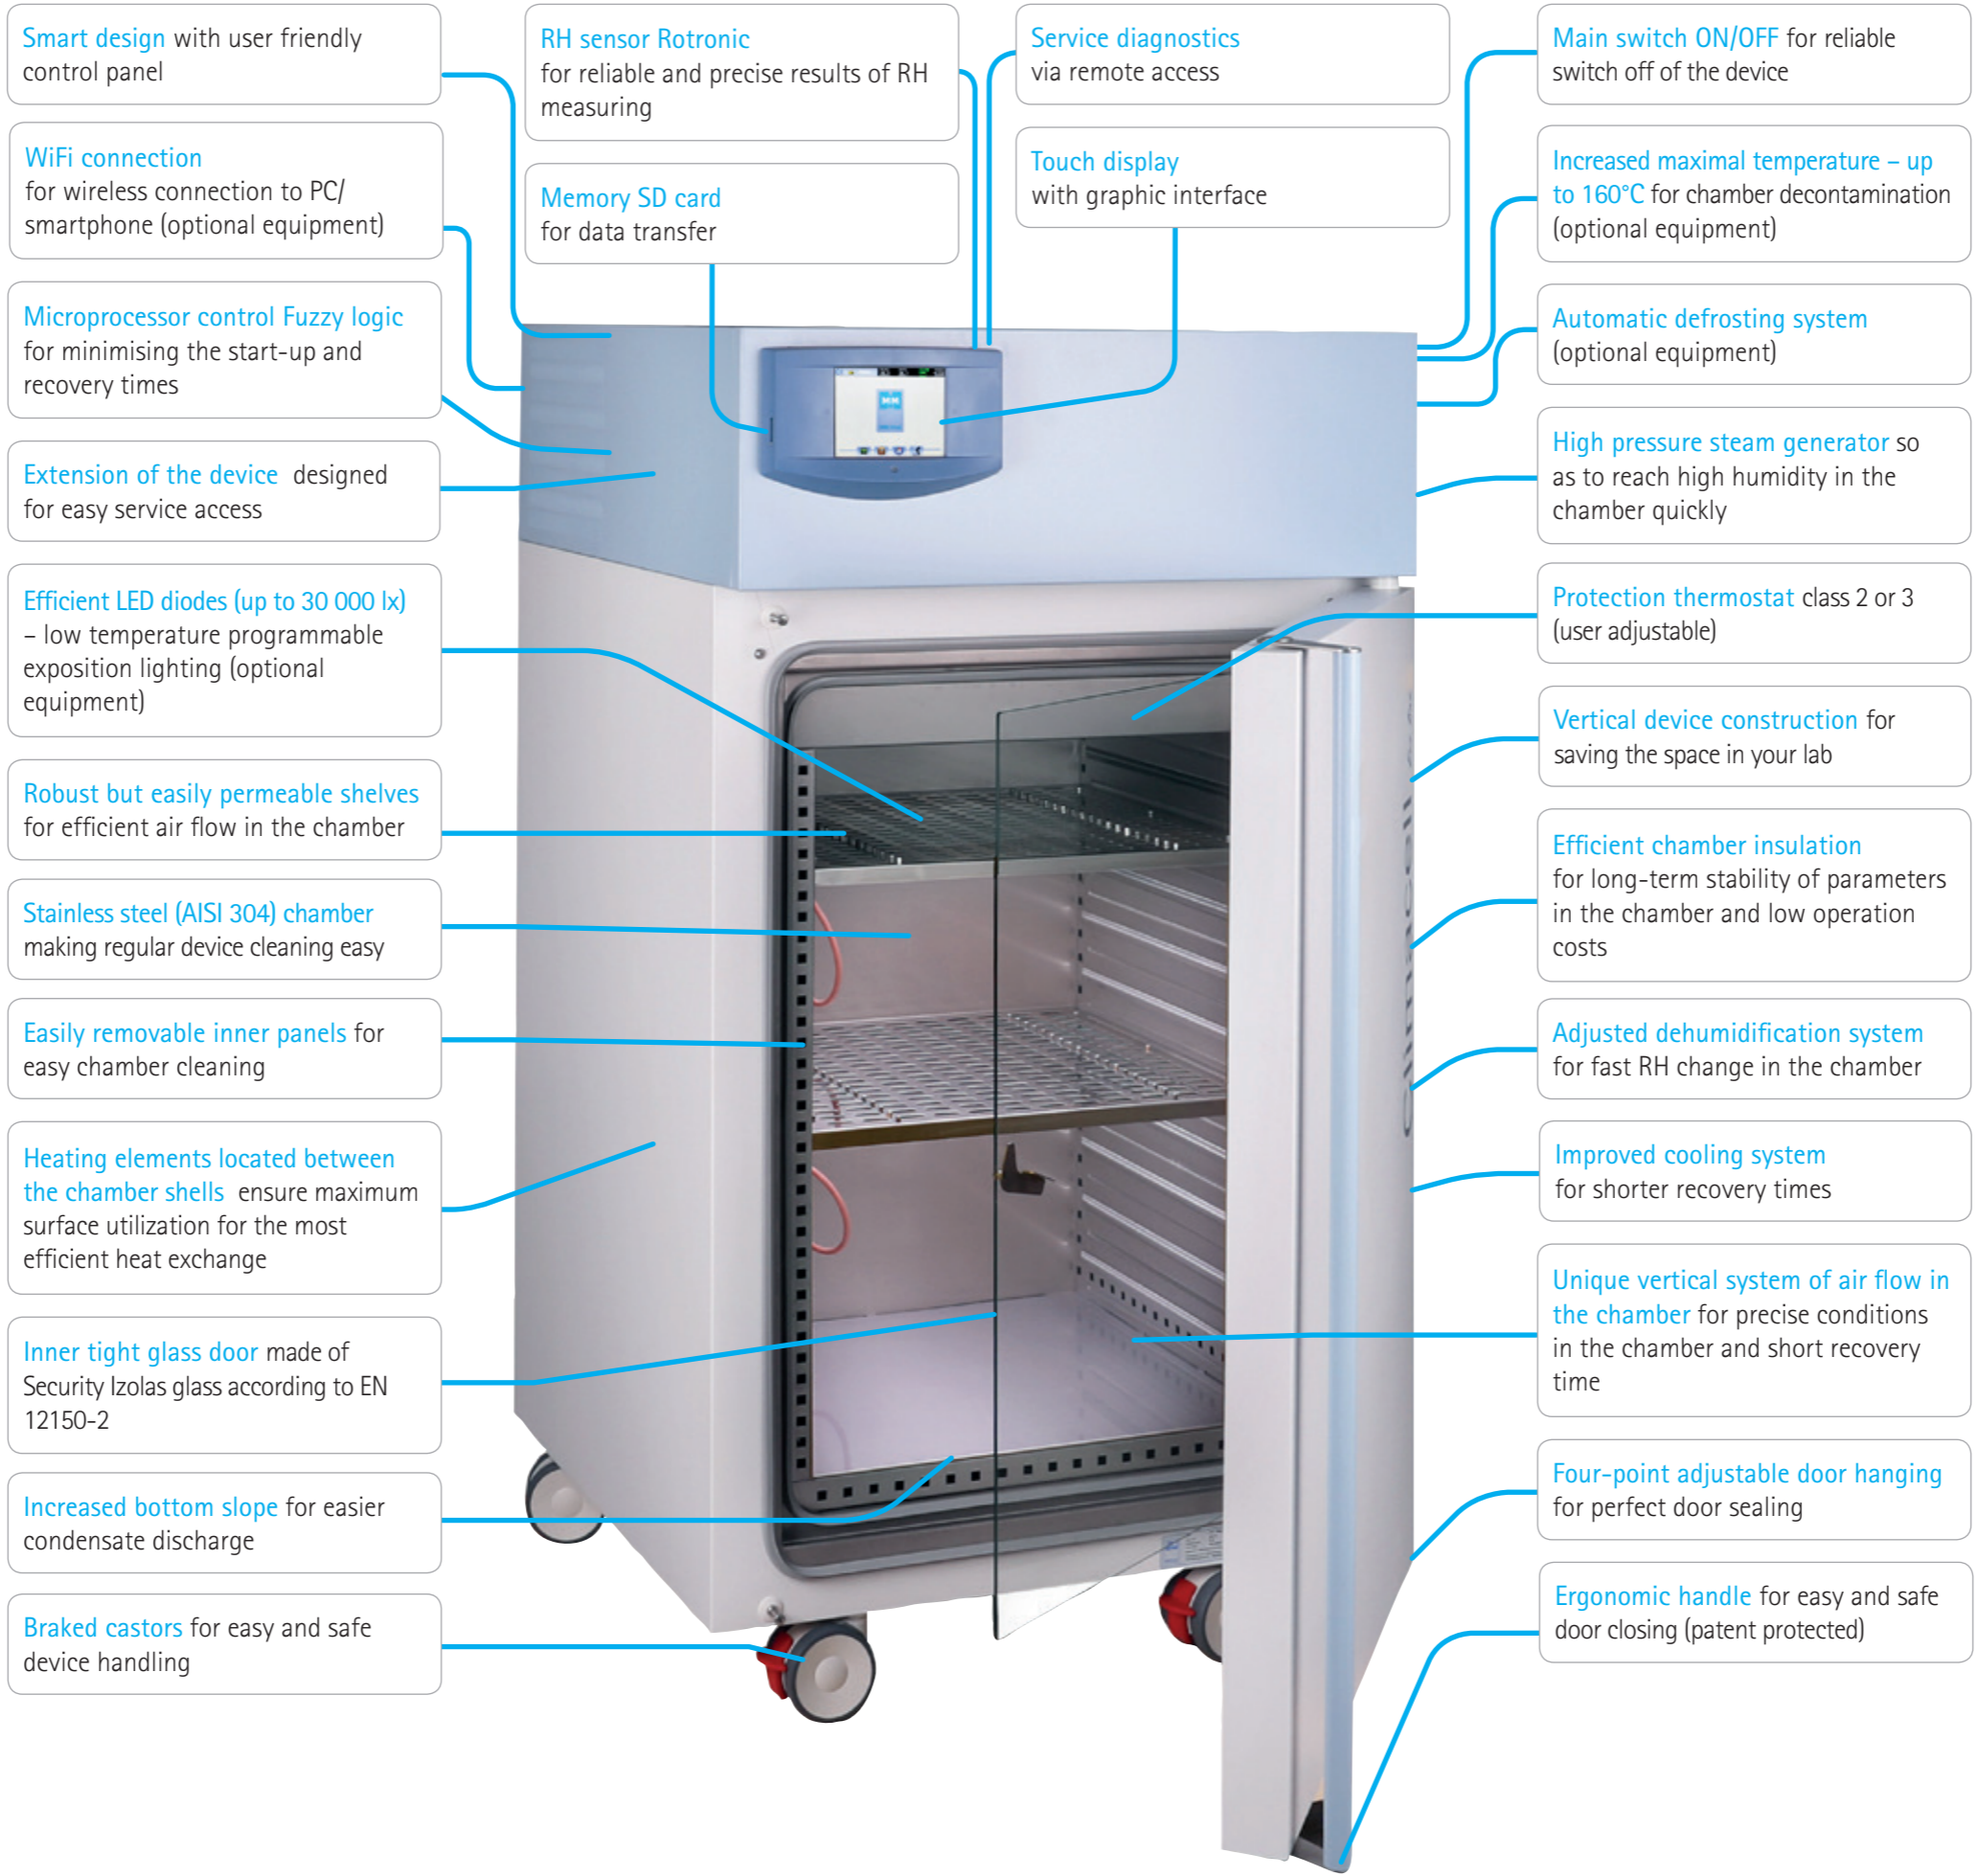 Smart design with user friendly
control panel
WiFi connection
for wireless connection to PC/
smartphone (optional equipment)
Microprocessor control Fuzzy logic
for minimising the start-up and
recovery times
Extension of the device designed
for easy service access
Efficient LED diodes (up to 30 000 lx)
– low temperature programmable
exposition lighting (optional
equipment)
Robust but easily permeable shelves
for efficient air flow in the chamber
Stainless steel (AISI 304) chamber
making regular device cleaning easy
Easily removable inner panels for
easy chamber cleaning
Heating elements located between
the chamber shells ensure maximum
surface utilization for the most
efficient heat exchange
Inner tight glass door made of
Security Izolas glass according to EN
12150-2
Increased bottom slope for easier
condensate discharge
Braked castors for easy and safe
device handling
RH sensor Rotronic
for reliable and precise results of RH
measuring
Memory SD card
for data transfer
Service diagnostics
via remote access
Touch display
with graphic interface
Main switch ON/OFF for reliable
switch off of the device
Increased maximal temperature – up
to 160°C for chamber decontamination
(optional equipment)
Automatic defrosting system
(optional equipment)
High pressure steam generator so
as to reach high humidity in the
chamber quickly
Protection thermostat class 2 or 3
(user adjustable)
Vertical device construction for
saving the space in your lab
Efficient chamber insulation
for long-term stability of parameters
in the chamber and low operation
costs
Adjusted dehumidification system
for fast RH change in the chamber
Improved cooling system
for shorter recovery times
Unique vertical system of air flow in
the chamber for precise conditions
in the chamber and short recovery
time
Four-point adjustable door hanging
for perfect door sealing
Ergonomic handle for easy and safe
door closing (patent protected)